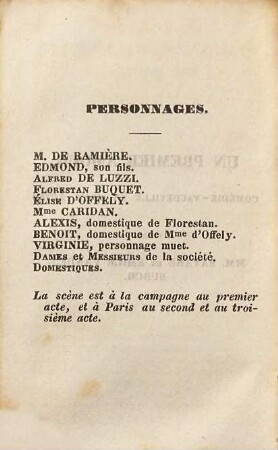 PERSONNAGES.
M. DE RAMIÈRE.
EDMOND, son fils.
ALFRED DE LUZZI.
FLORESTAN BUQUET.
ÉLISE D'OFFELY.
Mme CARIDAN.
ALEXIS, domestique de Florestan.
BENOIT, domestique de Mme d'Offely.
VIRGINIE, personnage muet.
DAMES et MESSIEURS de la société.
DOMESTIQUES.
La scène est à la campagne au premier
acte, et à Paris au second et au troi-
sième acte.